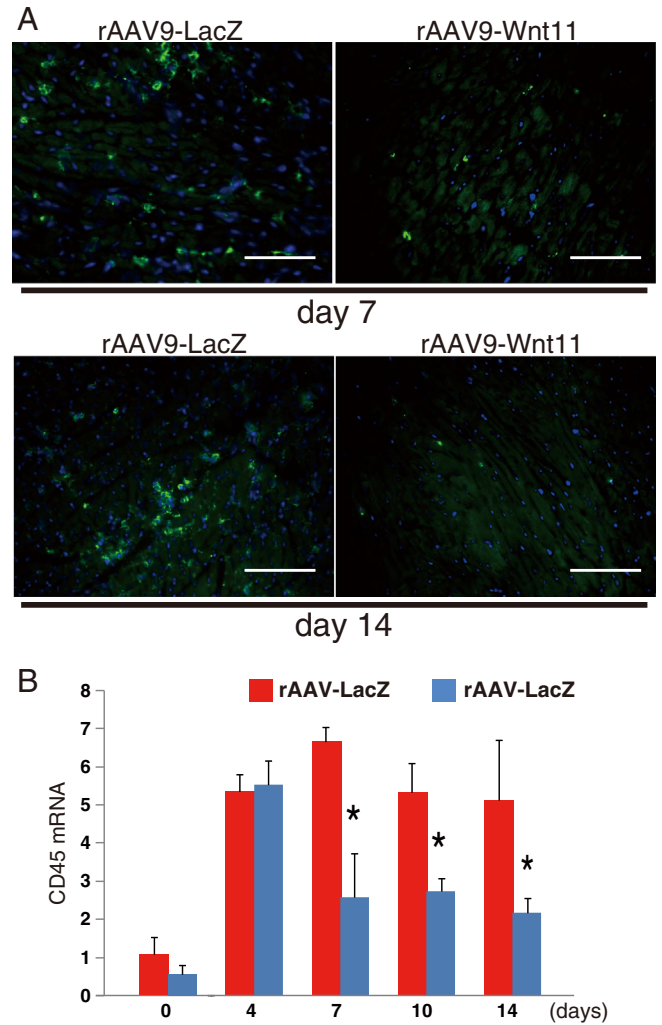 A
rAAV9-LacZ rAAV9-Wnt11
day 7
rAAV9-LacZ rAAV9-Wnt11
day 14
B
rAAV-LacZ rAAV-LacZ
CD45 mRNA
8
7
6
5
4
3
2
1
0
* * *
0 4 7 10 14 (days)